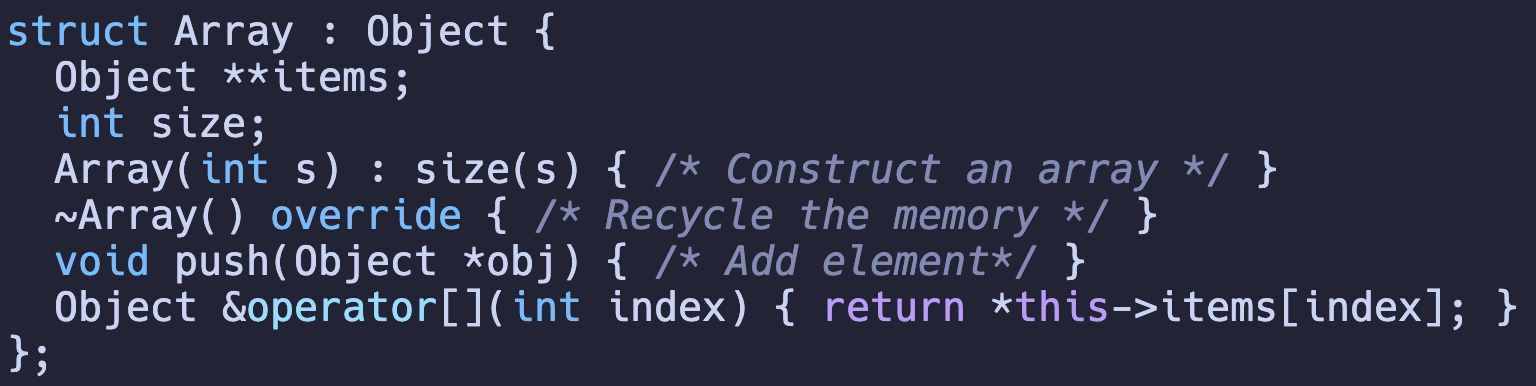 struct Array : Object {
  Object **items;
  int size;
  Array(int s) : size(s) { /* Construct an array */ }
  ~Array() override { /* Recycle the memory */ }
  void push(Object *obj) { /* Add element*/ }
  Object &operator[](int index) { return *this->items[index]; }
};